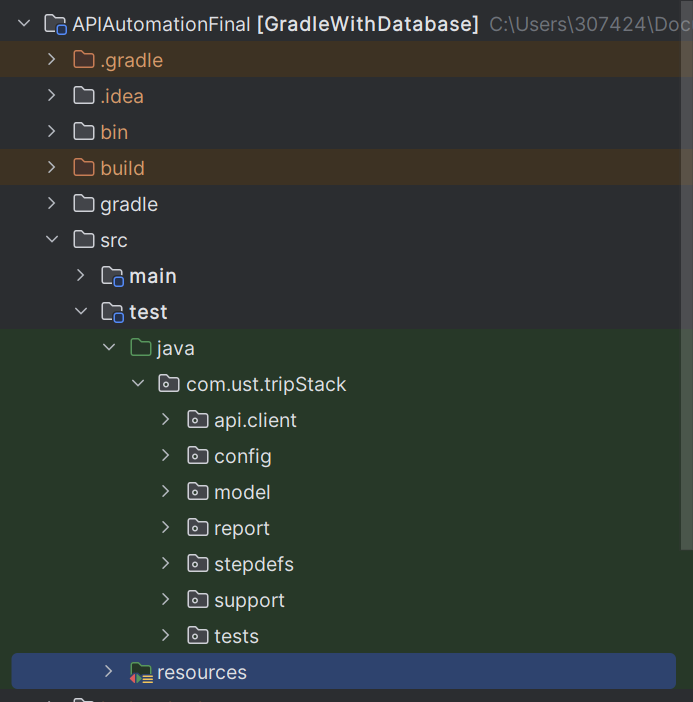 APIAutomationFinal [GradleWithDatabase] C:\Users\307424\Doc
.gradle
.idea
bin
build
gradle
src
main
test
java
com.ust.tripStack
api.client
config
model
report
stepdefs
support
tests
resources